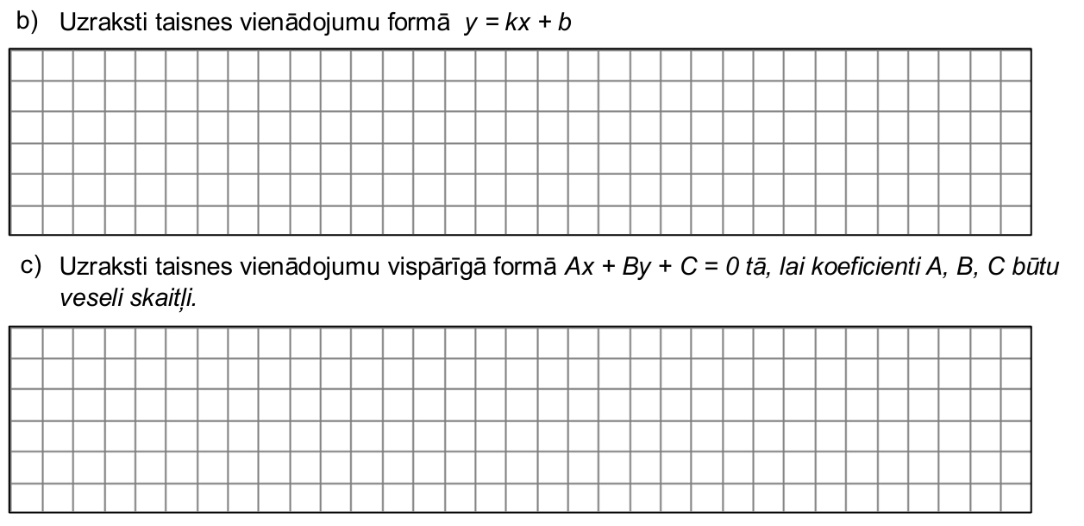 b) Uzraksti taisnes vienādojumu formā y = kx + b
c) Uzraksti taisnes vienādojumu vispārīgā formā Ax + By + C = 0 tā, lai koeficienti A, B, C būtu
veseli skaitļi.